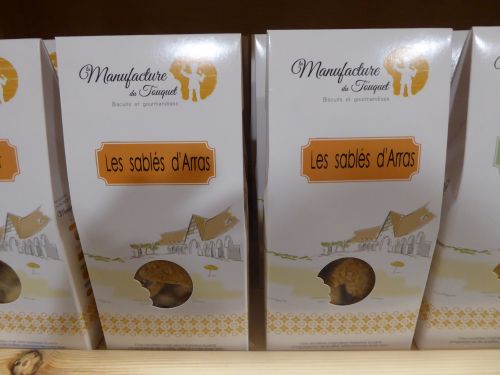 Manufacture
du Touquet
Biscuits et gourmandises
Les sablés d'Arras
Manufacture
du Touquet
Biscuits et gourmandises
Les sablés d'Arras